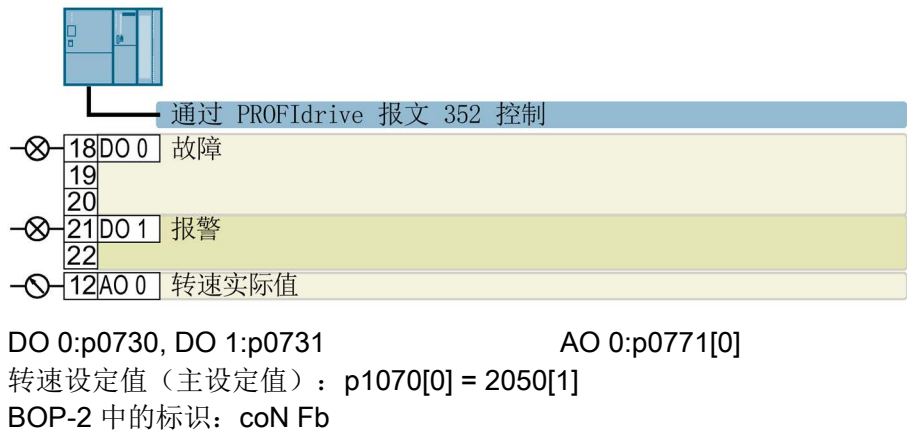 通过 PROFIdrive 报文 352 控制
18 DO 0 故障
19
20
21 DO 1 报警
22
12 AO 0 转速实际值
DO 0:p0730, DO 1:p0731 AO 0:p0771[0]
转速设定值（主设定值）：p1070[0] = 2050[1]
BOP-2 中的标识：coN Fb